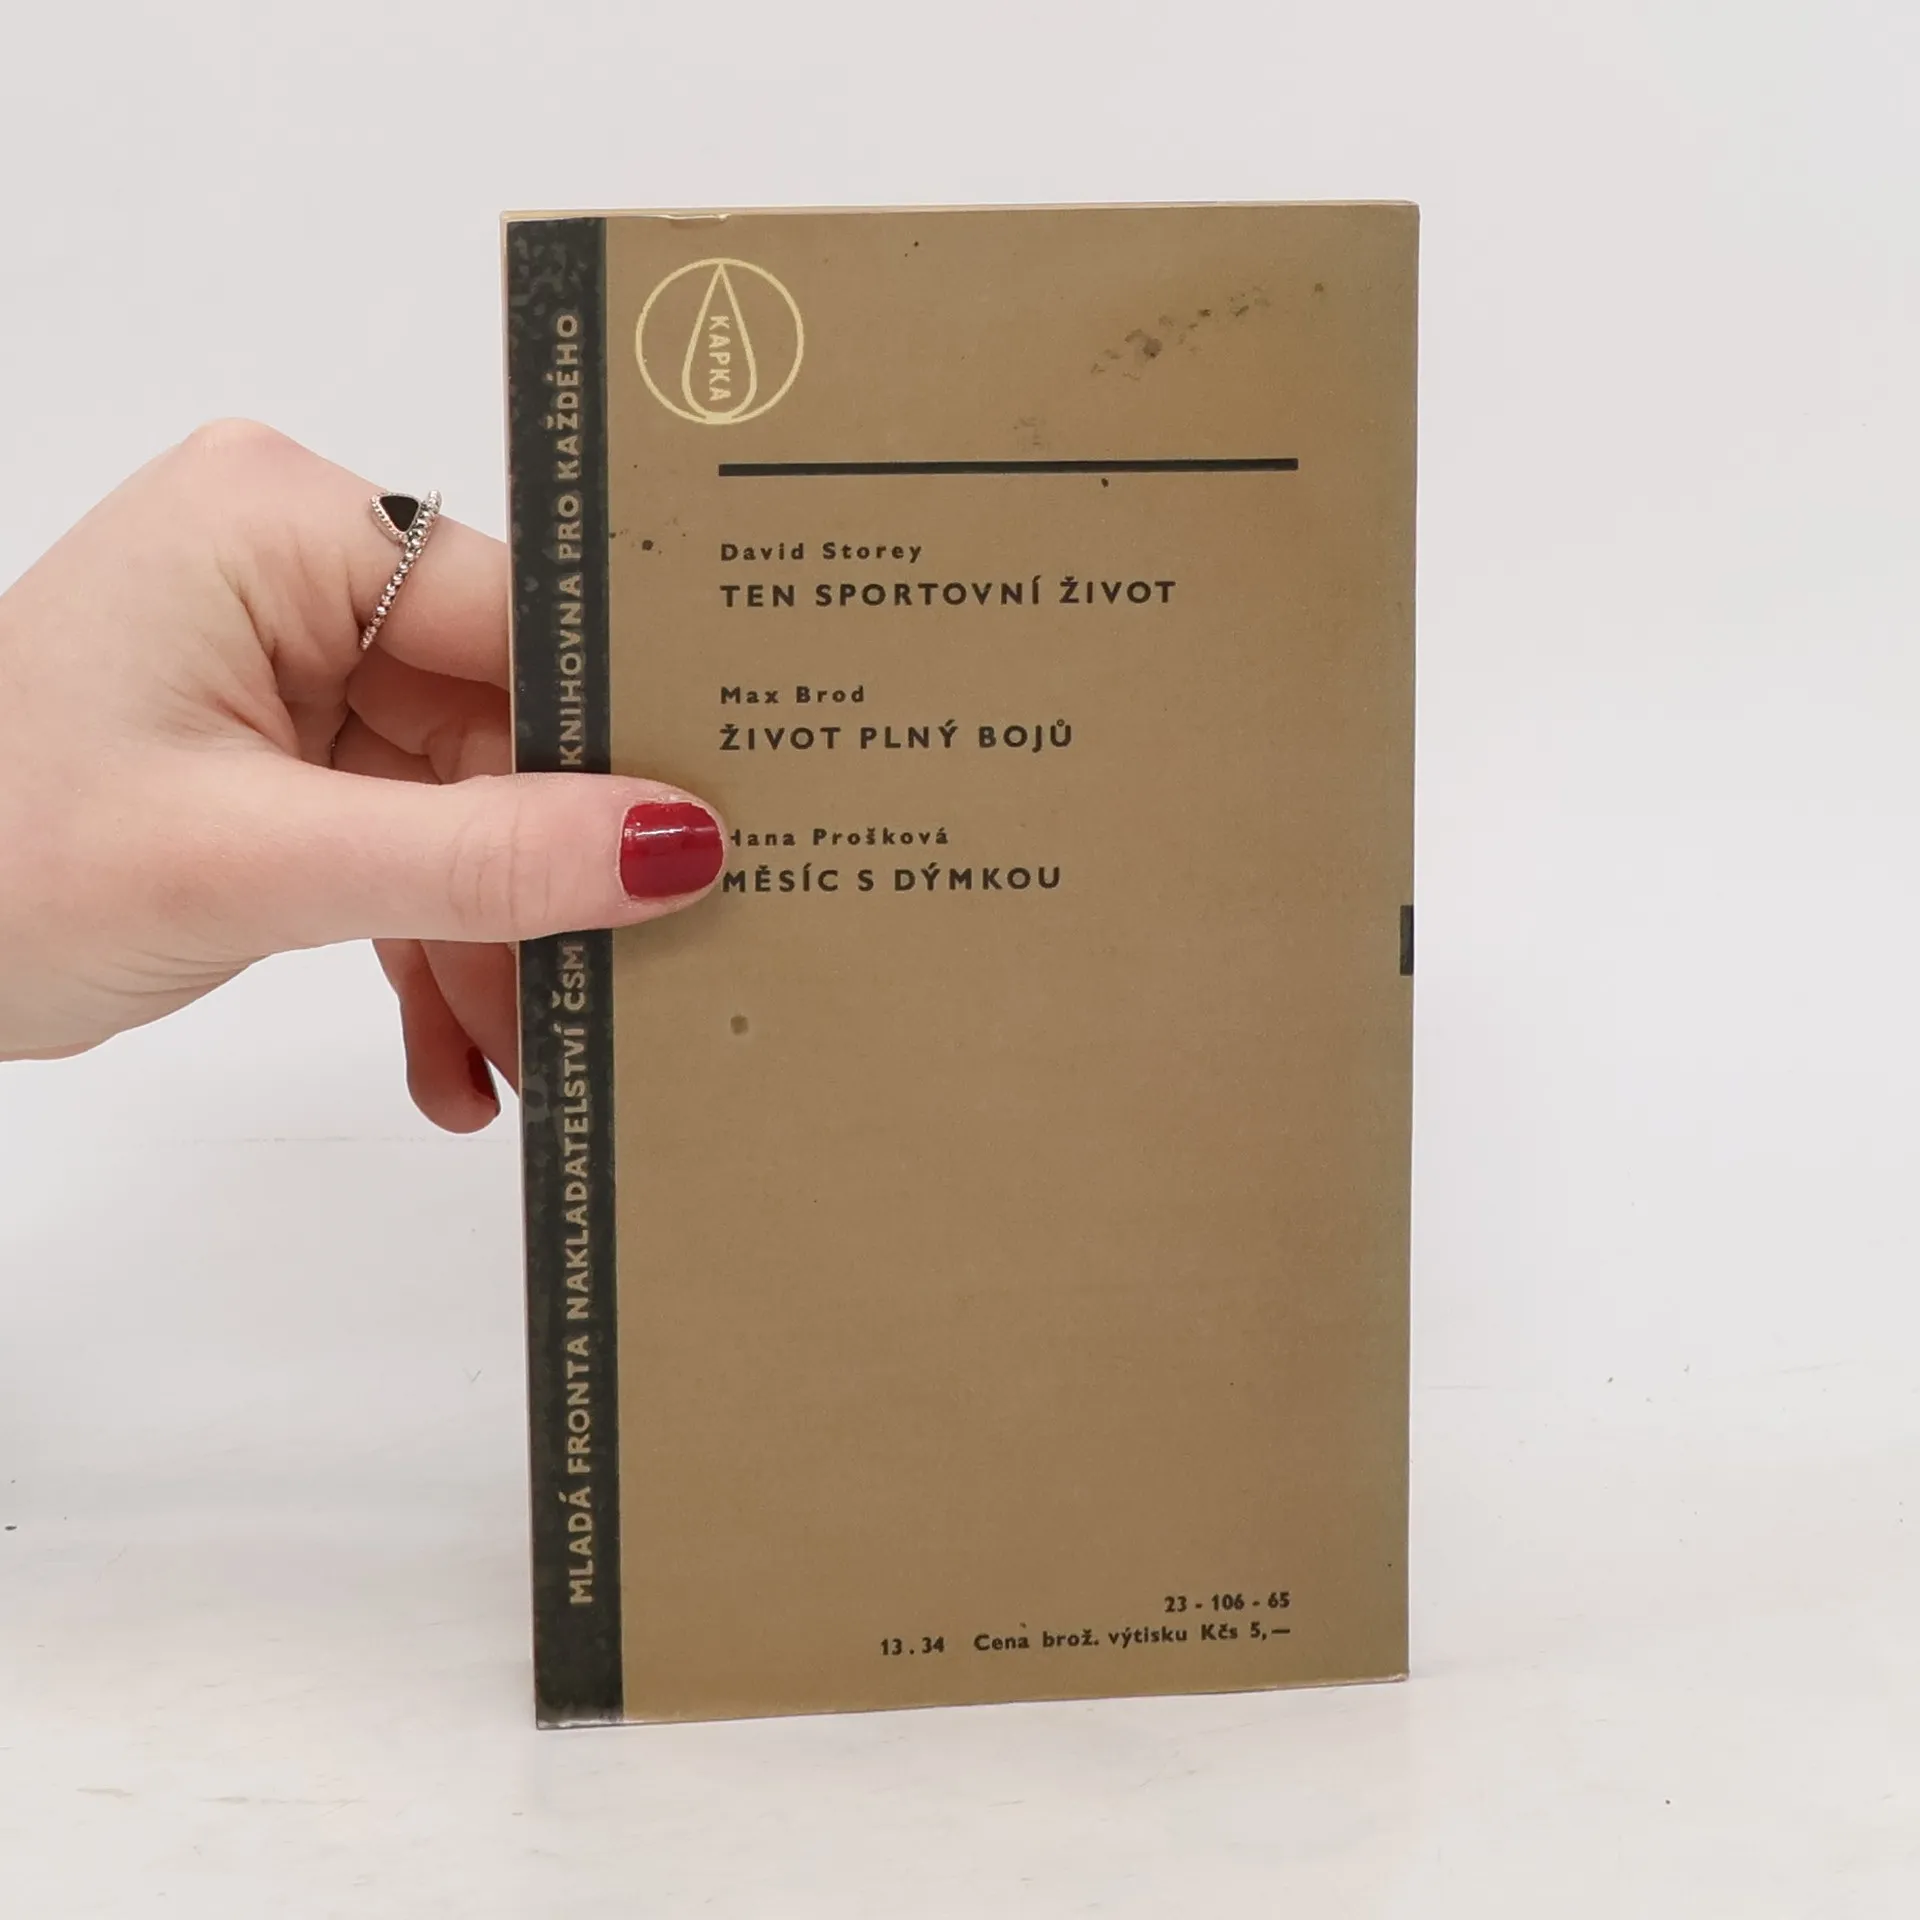 KAPKA
David Storey
TEN SPORTOVNÍ ŽIVOT
Max Brod
ŽIVOT PLNÝ BOJŮ
Hana Prošková
MĚSÍC S DÝMKOU
MLADÁ FRONTA NAKLADATELSTVÍ ČSM KNIHOVNA PRO KAŽDÉHO
23 - 106 - 65
13.34 Cena brož. výtisku Kčs 5,—